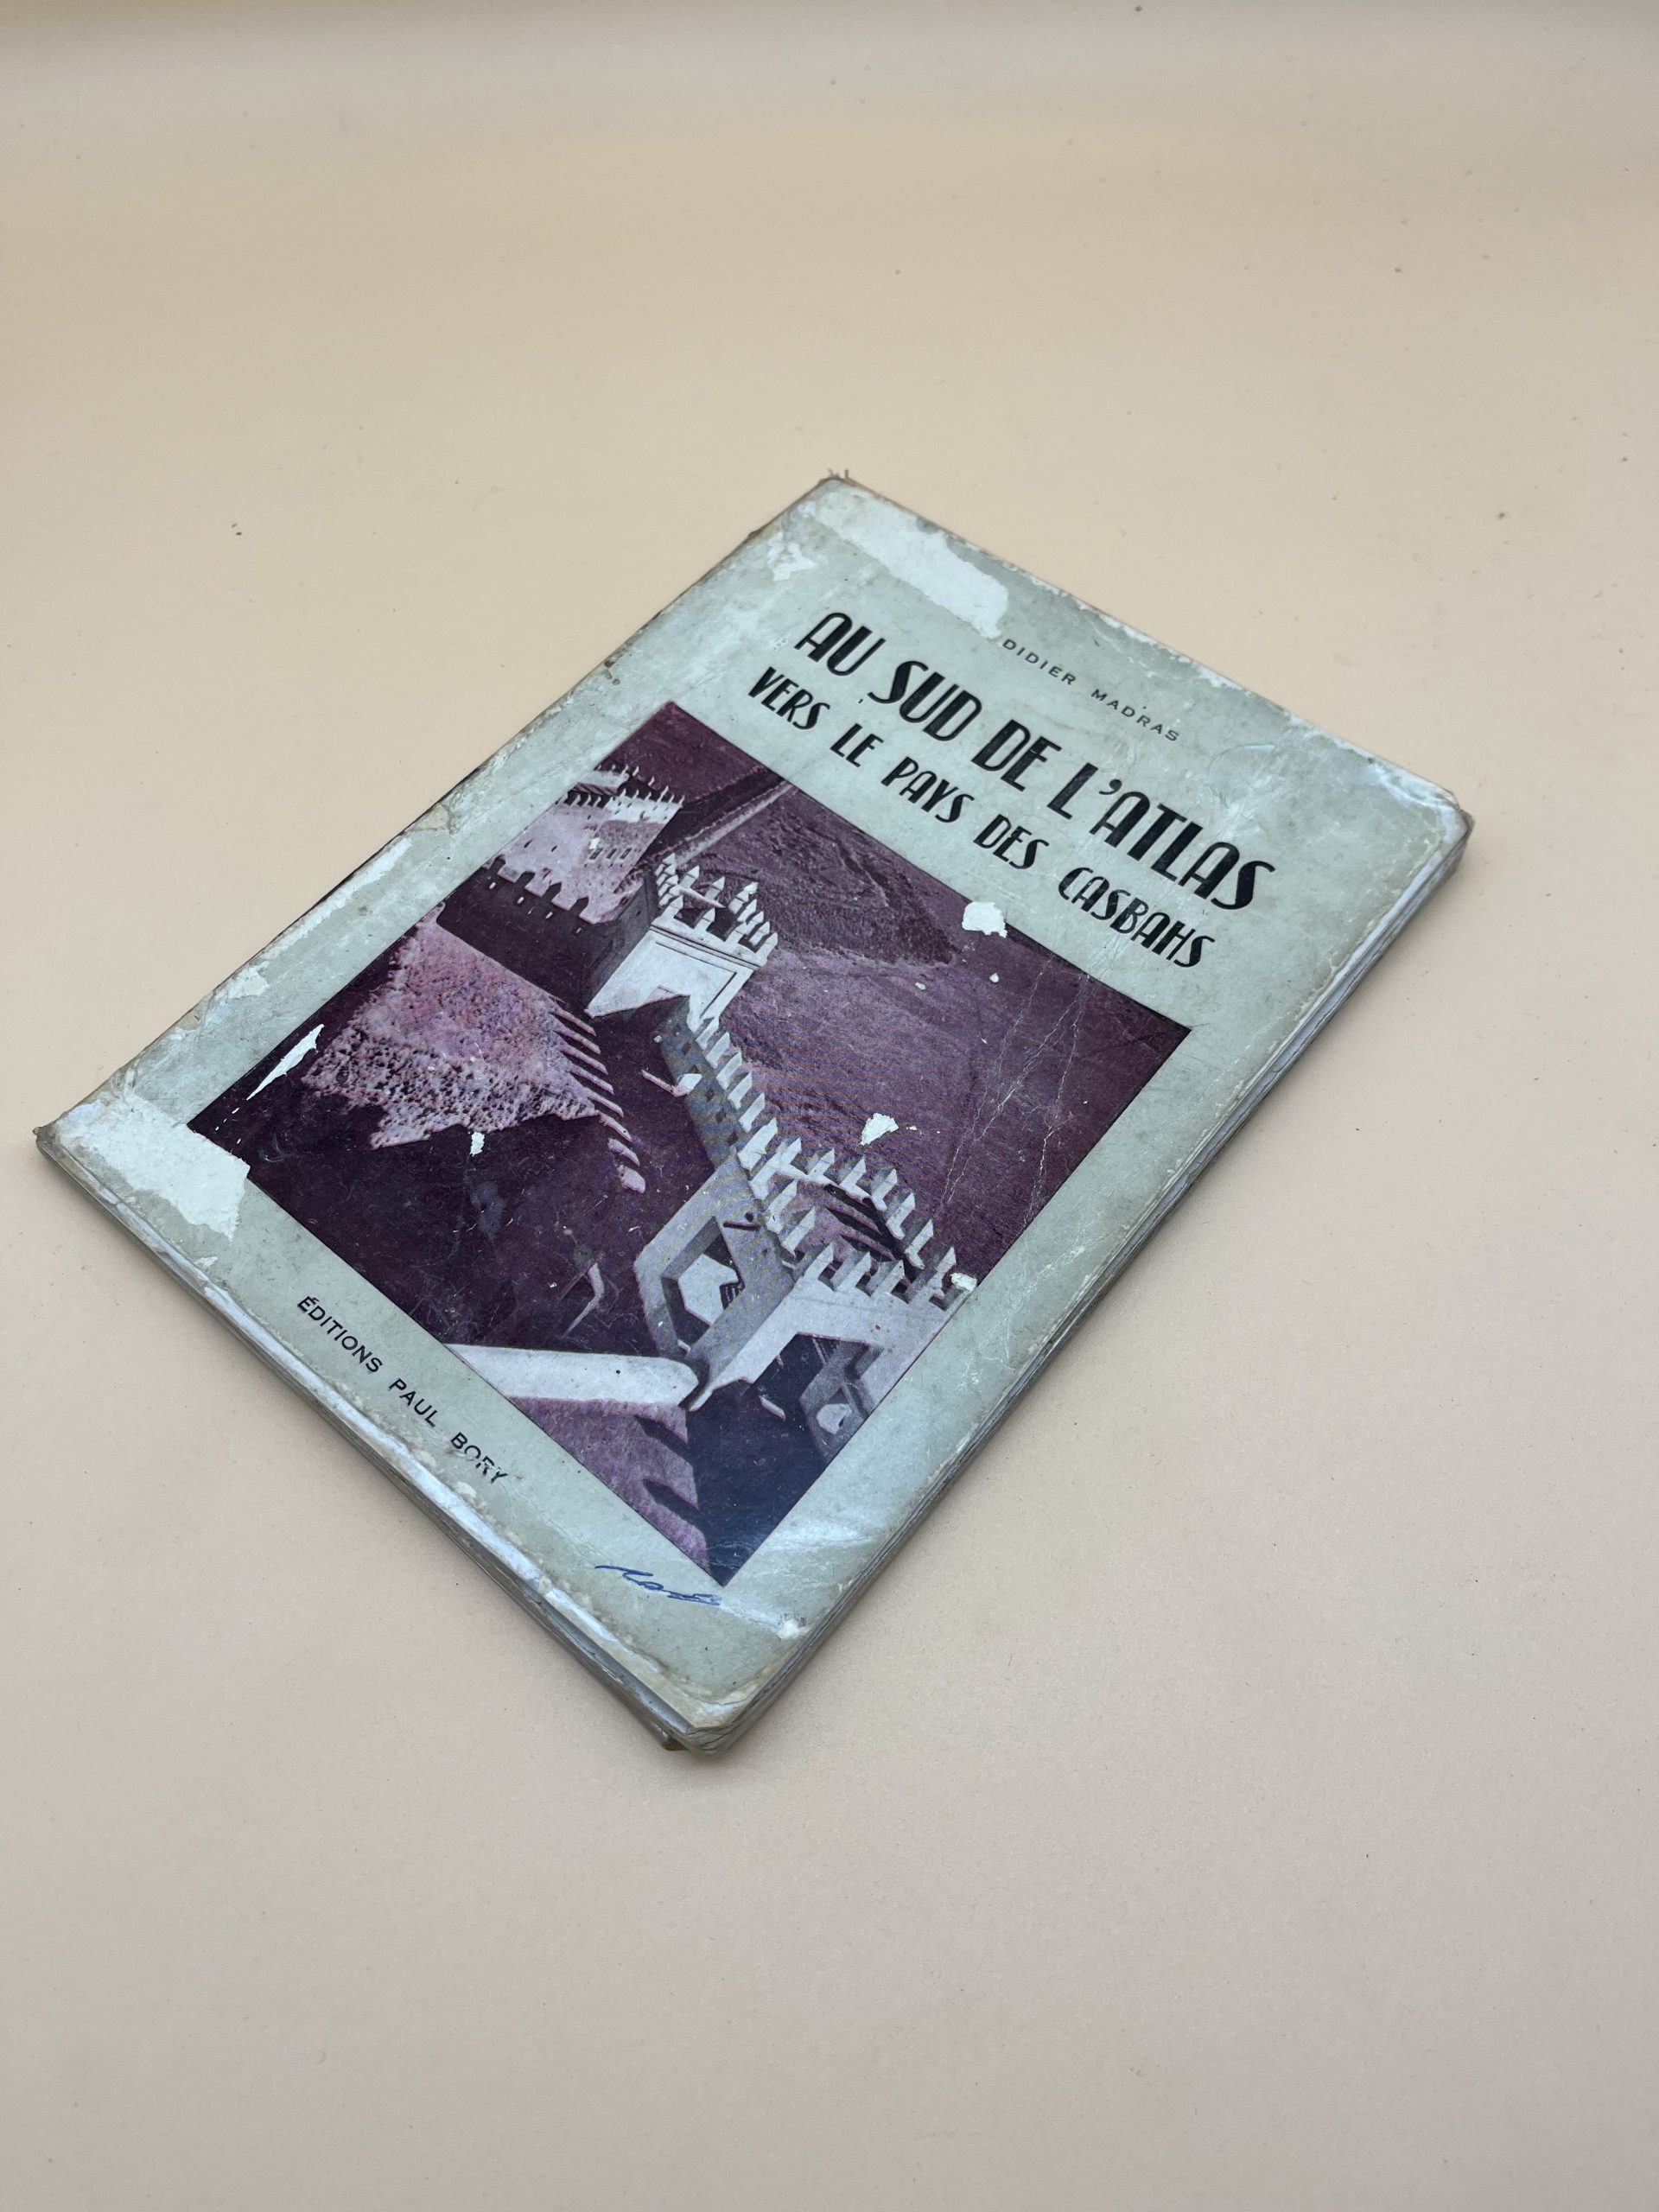 DIDIER MADRAS
AU SUD DE L'ATLAS
VERS LE PAYS DES CASBAHS
ÉDITIONS PAUL BORY